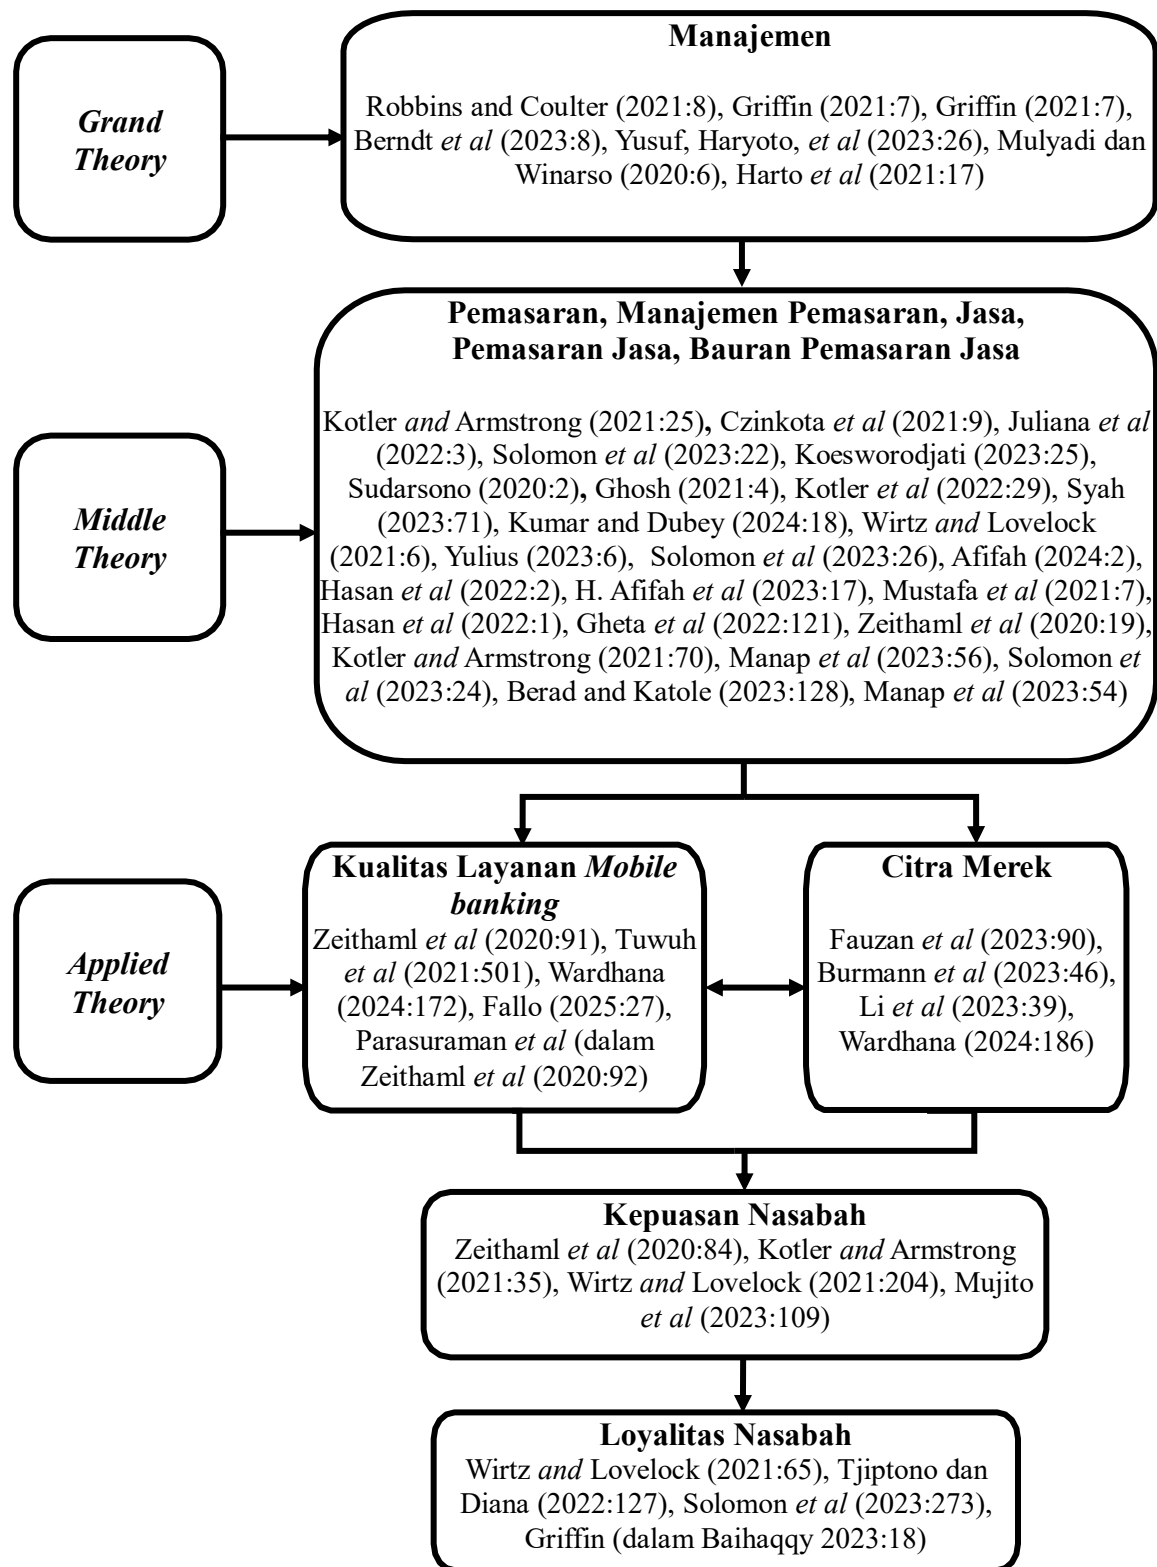 Grand
Theory
Manajemen
Robbins and Coulter (2021:8), Griffin (2021:7), Griffin (2021:7),
Berndt et al (2023:8), Yusuf, Haryoto, et al (2023:26), Mulyadi dan
Winarso (2020:6), Harto et al (2021:17)
Middle
Theory
Pemasaran, Manajemen Pemasaran, Jasa,
Pemasaran Jasa, Bauran Pemasaran Jasa
Kotler and Armstrong (2021:25), Czinkota et al (2021:9), Juliana et al
(2022:3), Solomon et al (2023:22), Koesworodjati (2023:25),
Sudarsono (2020:2), Ghosh (2021:4), Kotler et al (2022:29), Syah
(2023:71), Kumar and Dubey (2024:18), Wirtz and Lovelock
(2021:6), Yulius (2023:6), Solomon et al (2023:26), Afifah (2024:2),
Hasan et al (2022:2), H. Afifah et al (2023:17), Mustafa et al (2021:7),
Hasan et al (2022:1), Gheta et al (2022:121), Zeithaml et al (2020:19),
Kotler and Armstrong (2021:70), Manap et al (2023:56), Solomon et
al (2023:24), Berad and Katole (2023:128), Manap et al (2023:54)
Applied
Theory
Kualitas Layanan Mobile
banking
Zeithaml et al (2020:91), Tuwuh
et al (2021:501), Wardhana
(2024:172), Fallo (2025:27),
Parasuraman et al (dalam
Zeithaml et al (2020:92)
Citra Merek
Fauzan et al (2023:90),
Burmann et al (2023:46),
Li et al (2023:39),
Wardhana (2024:186)
Kepuasan Nasabah
Zeithaml et al (2020:84), Kotler and Armstrong
(2021:35), Wirtz and Lovelock (2021:204), Mujito
et al (2023:109)
Loyalitas Nasabah
Wirtz and Lovelock (2021:65), Tjiptono dan
Diana (2022:127), Solomon et al (2023:273),
Griffin (dalam Baihaqqy 2023:18)